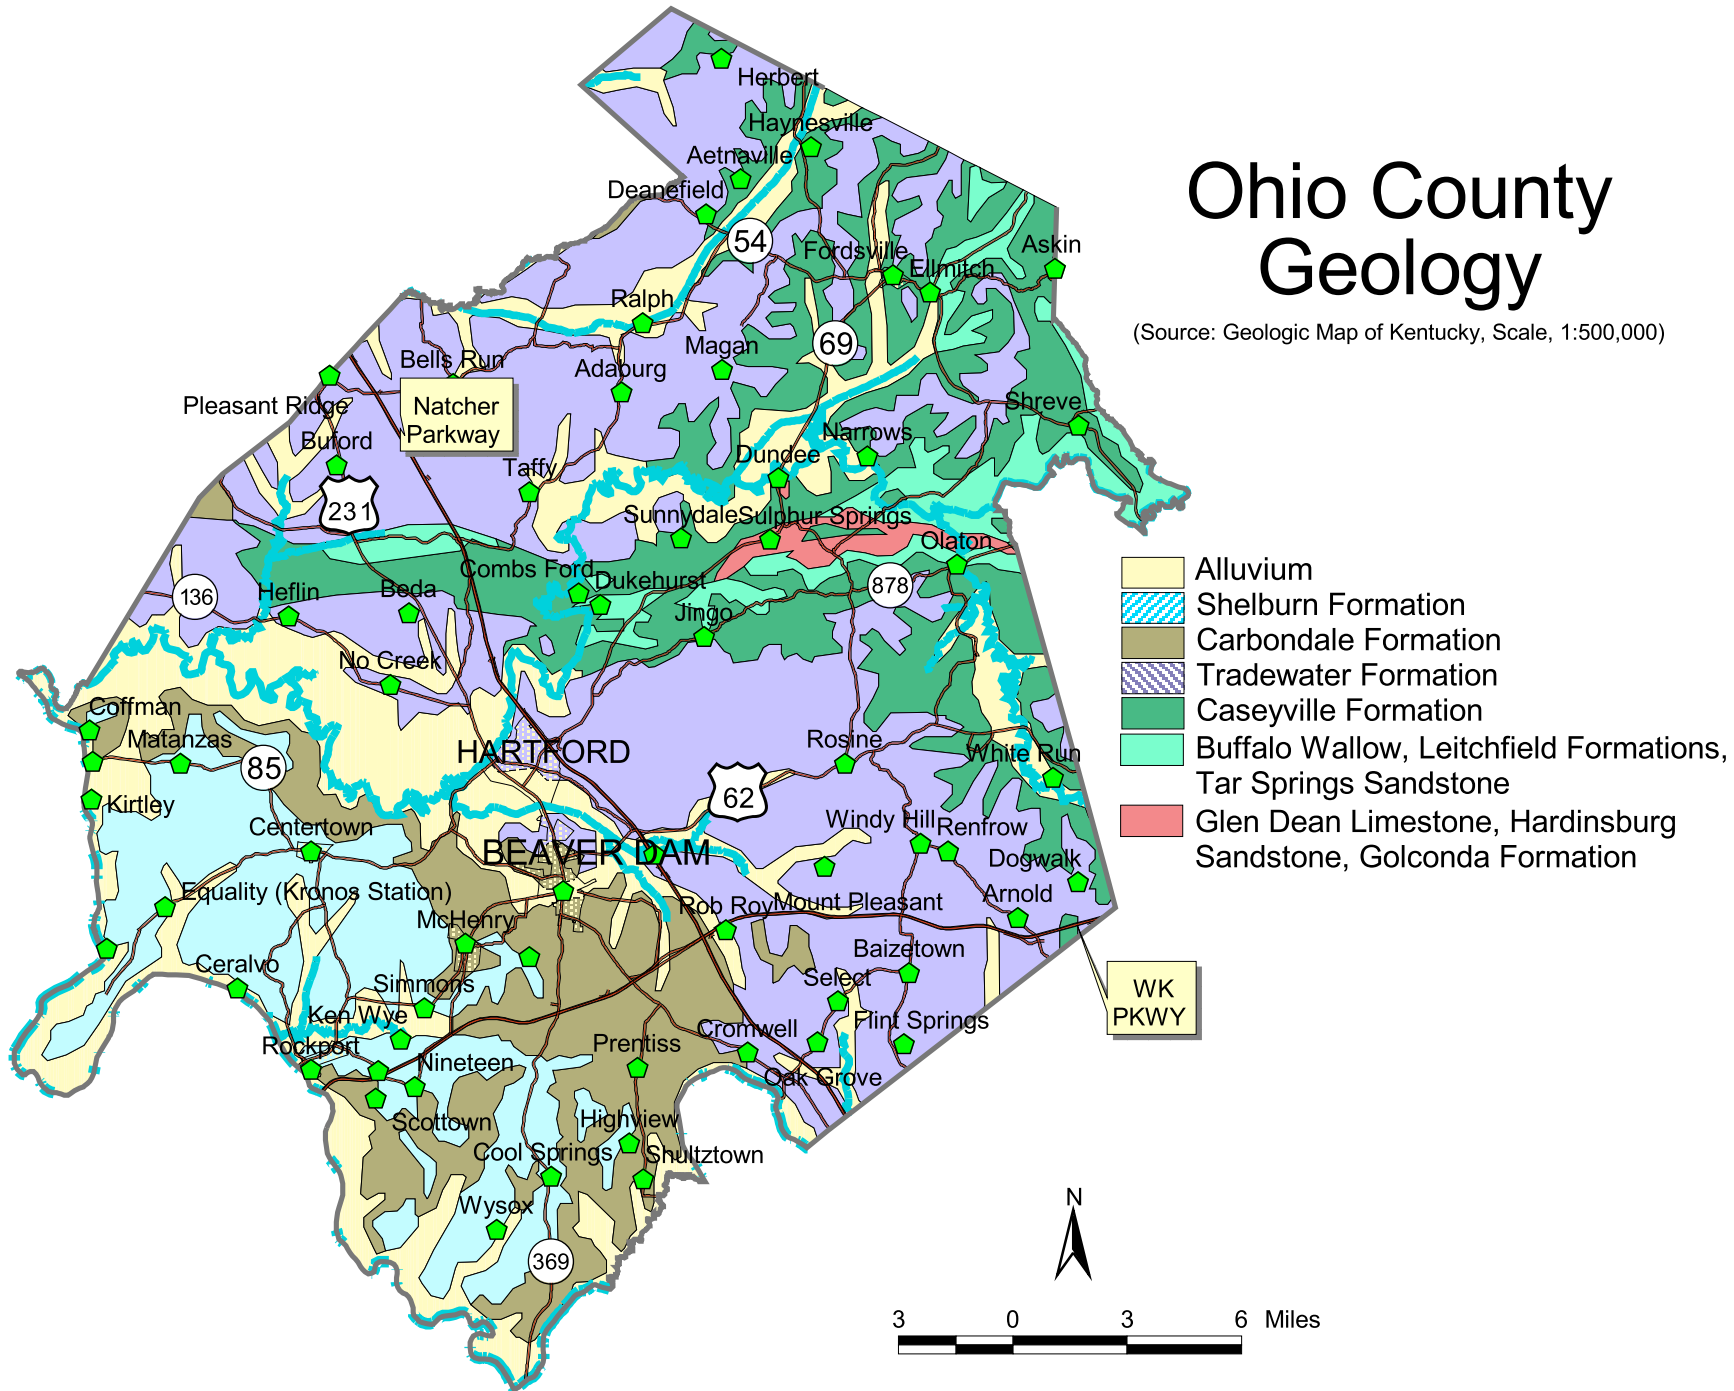 Ohio County
Geology
(Source: Geologic Map of Kentucky, Scale, 1:500,000)
Herbert
Haynesville
Aetnaville
Deanefield
54
Fordsville
Ellmitch
Askin
Ralph
69
Magan
Bells Run
Adaburg
Natcher
Parkway
Pleasant Ridge
Shreve
Buford
Narrows
Dundee
Taffy
231
Sunnydale
Sulphur Springs
Olaton
Combs Ford
Dukehurst
878
136
Heflin
Beda
Jingo
No Creek
Coffman
Matanzas
HARTFORD
Rosine
White Run
85
62
Kirtley
Centertown
Windy Hill
Renfrow
BEAVER DAM
Dogwalk
Equality (Kronos Station)
Arnold
McHenry
Rob Roy
Mount Pleasant
Baizetown
Ceralvo
Simmons
Select
Ken Wye
Cromwell
Flint Springs
Rockport
Prentiss
Nineteen
Oak Grove
Scottown
Highview
Cool Springs
Shultztown
Wysox
369
WK
PKWY
Alluvium
Shelburn Formation
Carbondale Formation
Tradewater Formation
Caseyville Formation
Buffalo Wallow, Leitchfield Formations,
Tar Springs Sandstone
Glen Dean Limestone, Hardinsburg
Sandstone, Golconda Formation
N
3 0 3 6 Miles